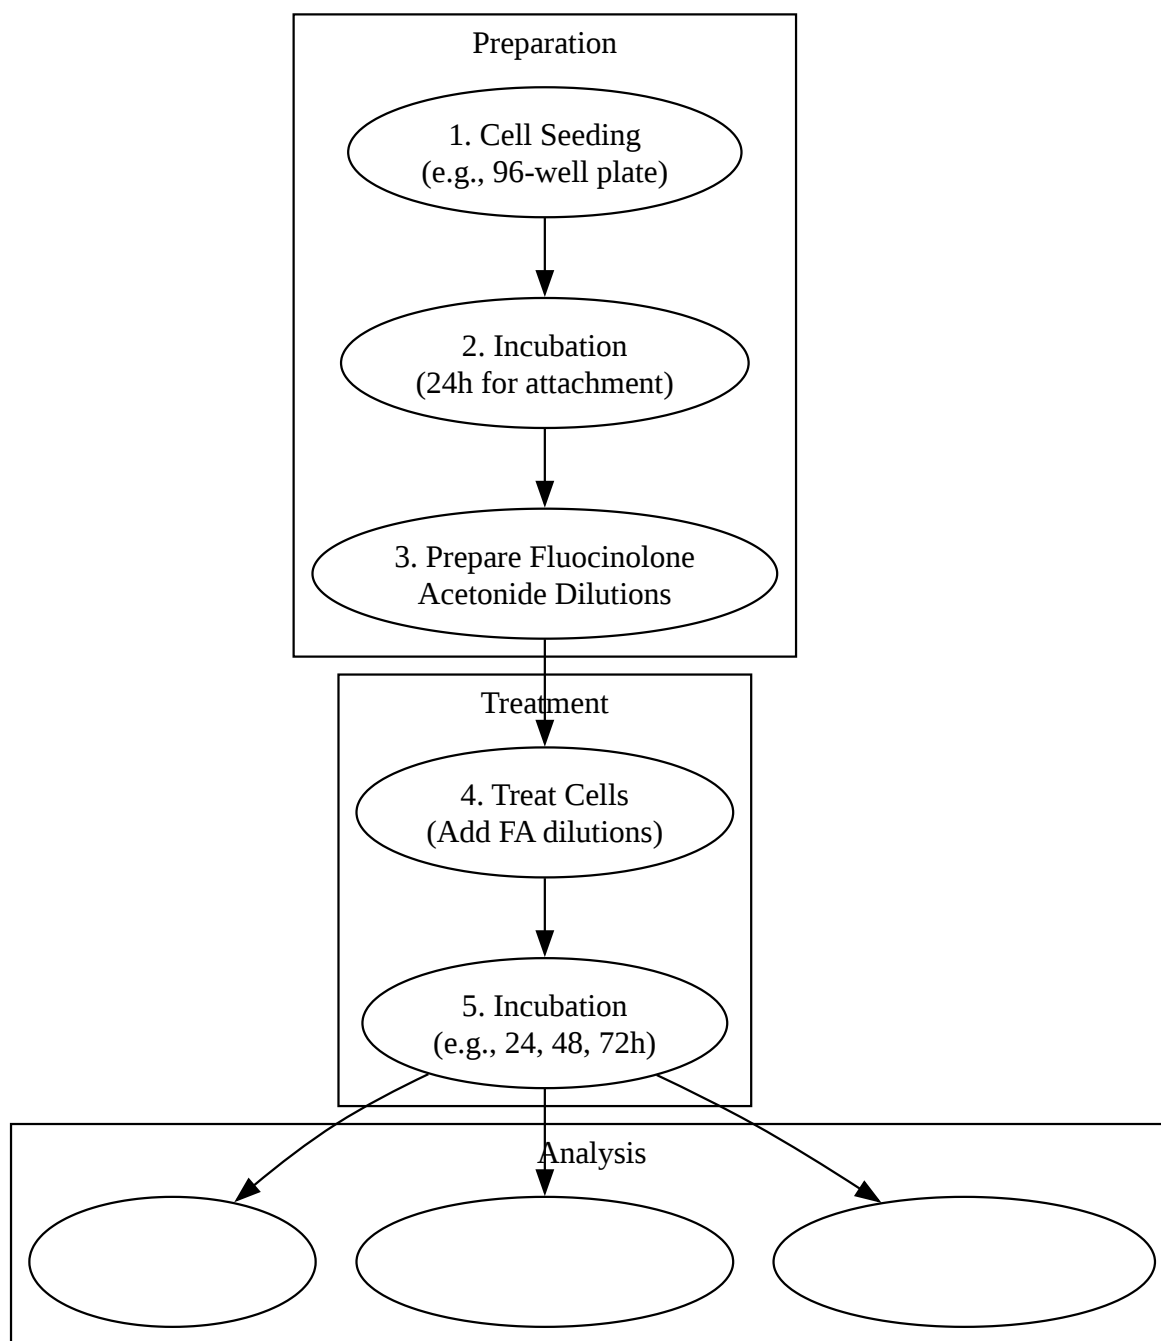 Preparation
1. Cell Seeding
(e.g., 96-well plate)
2. Incubation
(24h for attachment)
3. Prepare Fluocinolone
Acetonide Dilutions
Treatment
4. Treat Cells
(Add FA dilutions)
5. Incubation
(e.g., 24, 48, 72h)
Analysis